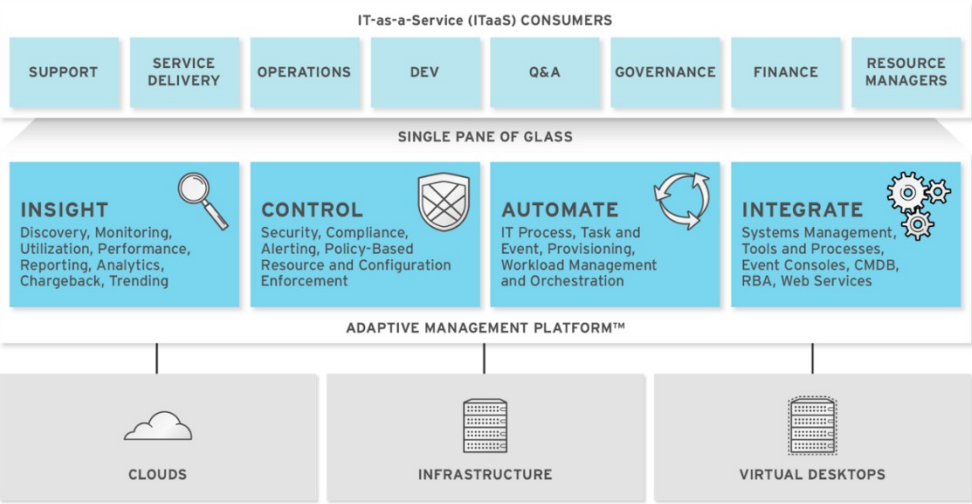 IT-as-a-Service (ITaaS) CONSUMERS
SUPPORT
SERVICE
DELIVERY
OPERATIONS
DEV
Q&A
GOVERNANCE
FINANCE
RESOURCE
MANAGERS
SINGLE PANE OF GLASS
INSIGHT
Discovery, Monitoring,
Utilization, Performance,
Reporting, Analytics,
Chargeback, Trending
CONTROL
Security, Compliance,
Alerting, Policy-Based
Resource and Configuration
Enforcement
AUTOMATE
IT Process, Task and
Event, Provisioning,
Workload Management
and Orchestration
INTEGRATE
Systems Management,
Tools and Processes,
Event Consoles, CMDB,
RBA, Web Services
ADAPTIVE MANAGEMENT PLATFORM™
CLOUDS
INFRASTRUCTURE
VIRTUAL DESKTOPS